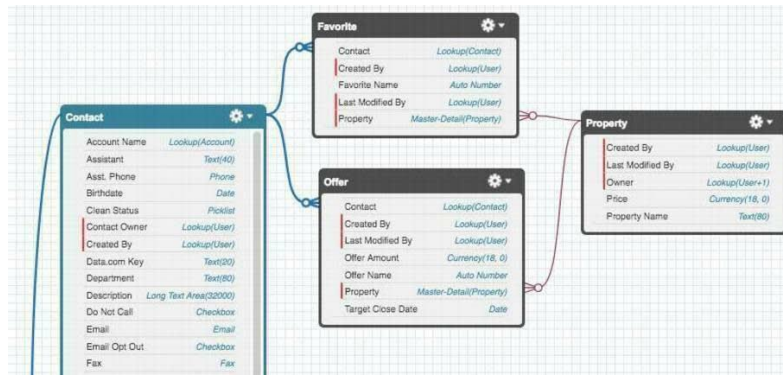 Favorite
Contact Lookup(Contact)
Created By Lookup(User)
Favorite Name Auto Number
Last Modified By Lookup(User)
Property Master-Detail(Property)
Contact
Account Name Lookup(Account)
Assistant Text(40)
Asst. Phone Phone
Birthdate Date
Clean Status Picklist
Contact Owner Lookup(User)
Created By Lookup(User)
Data.com Key Text(20)
Department Text(80)
Description Long Text Area(32000)
Do Not Call Checkbox
Email Email
Email Opt Out Checkbox
Fax Fax
Offer
Contact Lookup(Contact)
Created By Lookup(User)
Last Modified By Lookup(User)
Offer Amount Currency(18, 0)
Offer Name Auto Number
Property Master-Detail(Property)
Target Close Date Date
Property
Created By Lookup(User)
Last Modified By Lookup(User)
Owner Lookup(User+1)
Price Currency(18, 0)
Property Name Text(80)